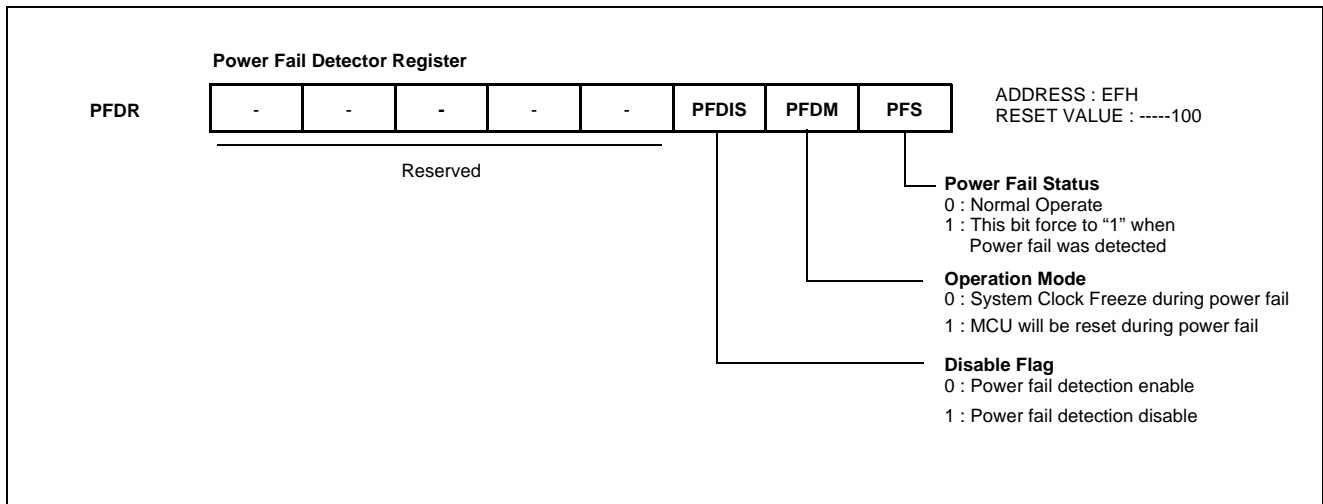 Power Fail Detector Register
PFDR
- - - - - PFDIS PFDM PFS
ADDRESS : EFH
RESET VALUE : -----100
Reserved
Power Fail Status
0 : Normal Operate
1 : This bit force to “1” when
Power fail was detected
Operation Mode
0 : System Clock Freeze during power fail
1 : MCU will be reset during power fail
Disable Flag
0 : Power fail detection enable
1 : Power fail detection disable